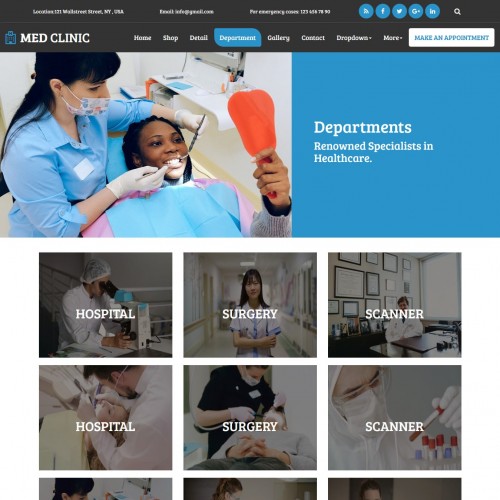 Location:121 Wallstreet Street, NY , USA
Email: info@gmail.com
For emergency cases: 123 456 78 90
MED CLINIC
Home
Shop
Detail
Department
Gallery
Contact
Dropdown
More
MAKE AN APPOINTMENT
Departments
Renowned Specialists in
Healthcare.
HOSPITAL
SURGERY
SCANNER
HOSPITAL
SURGERY
SCANNER